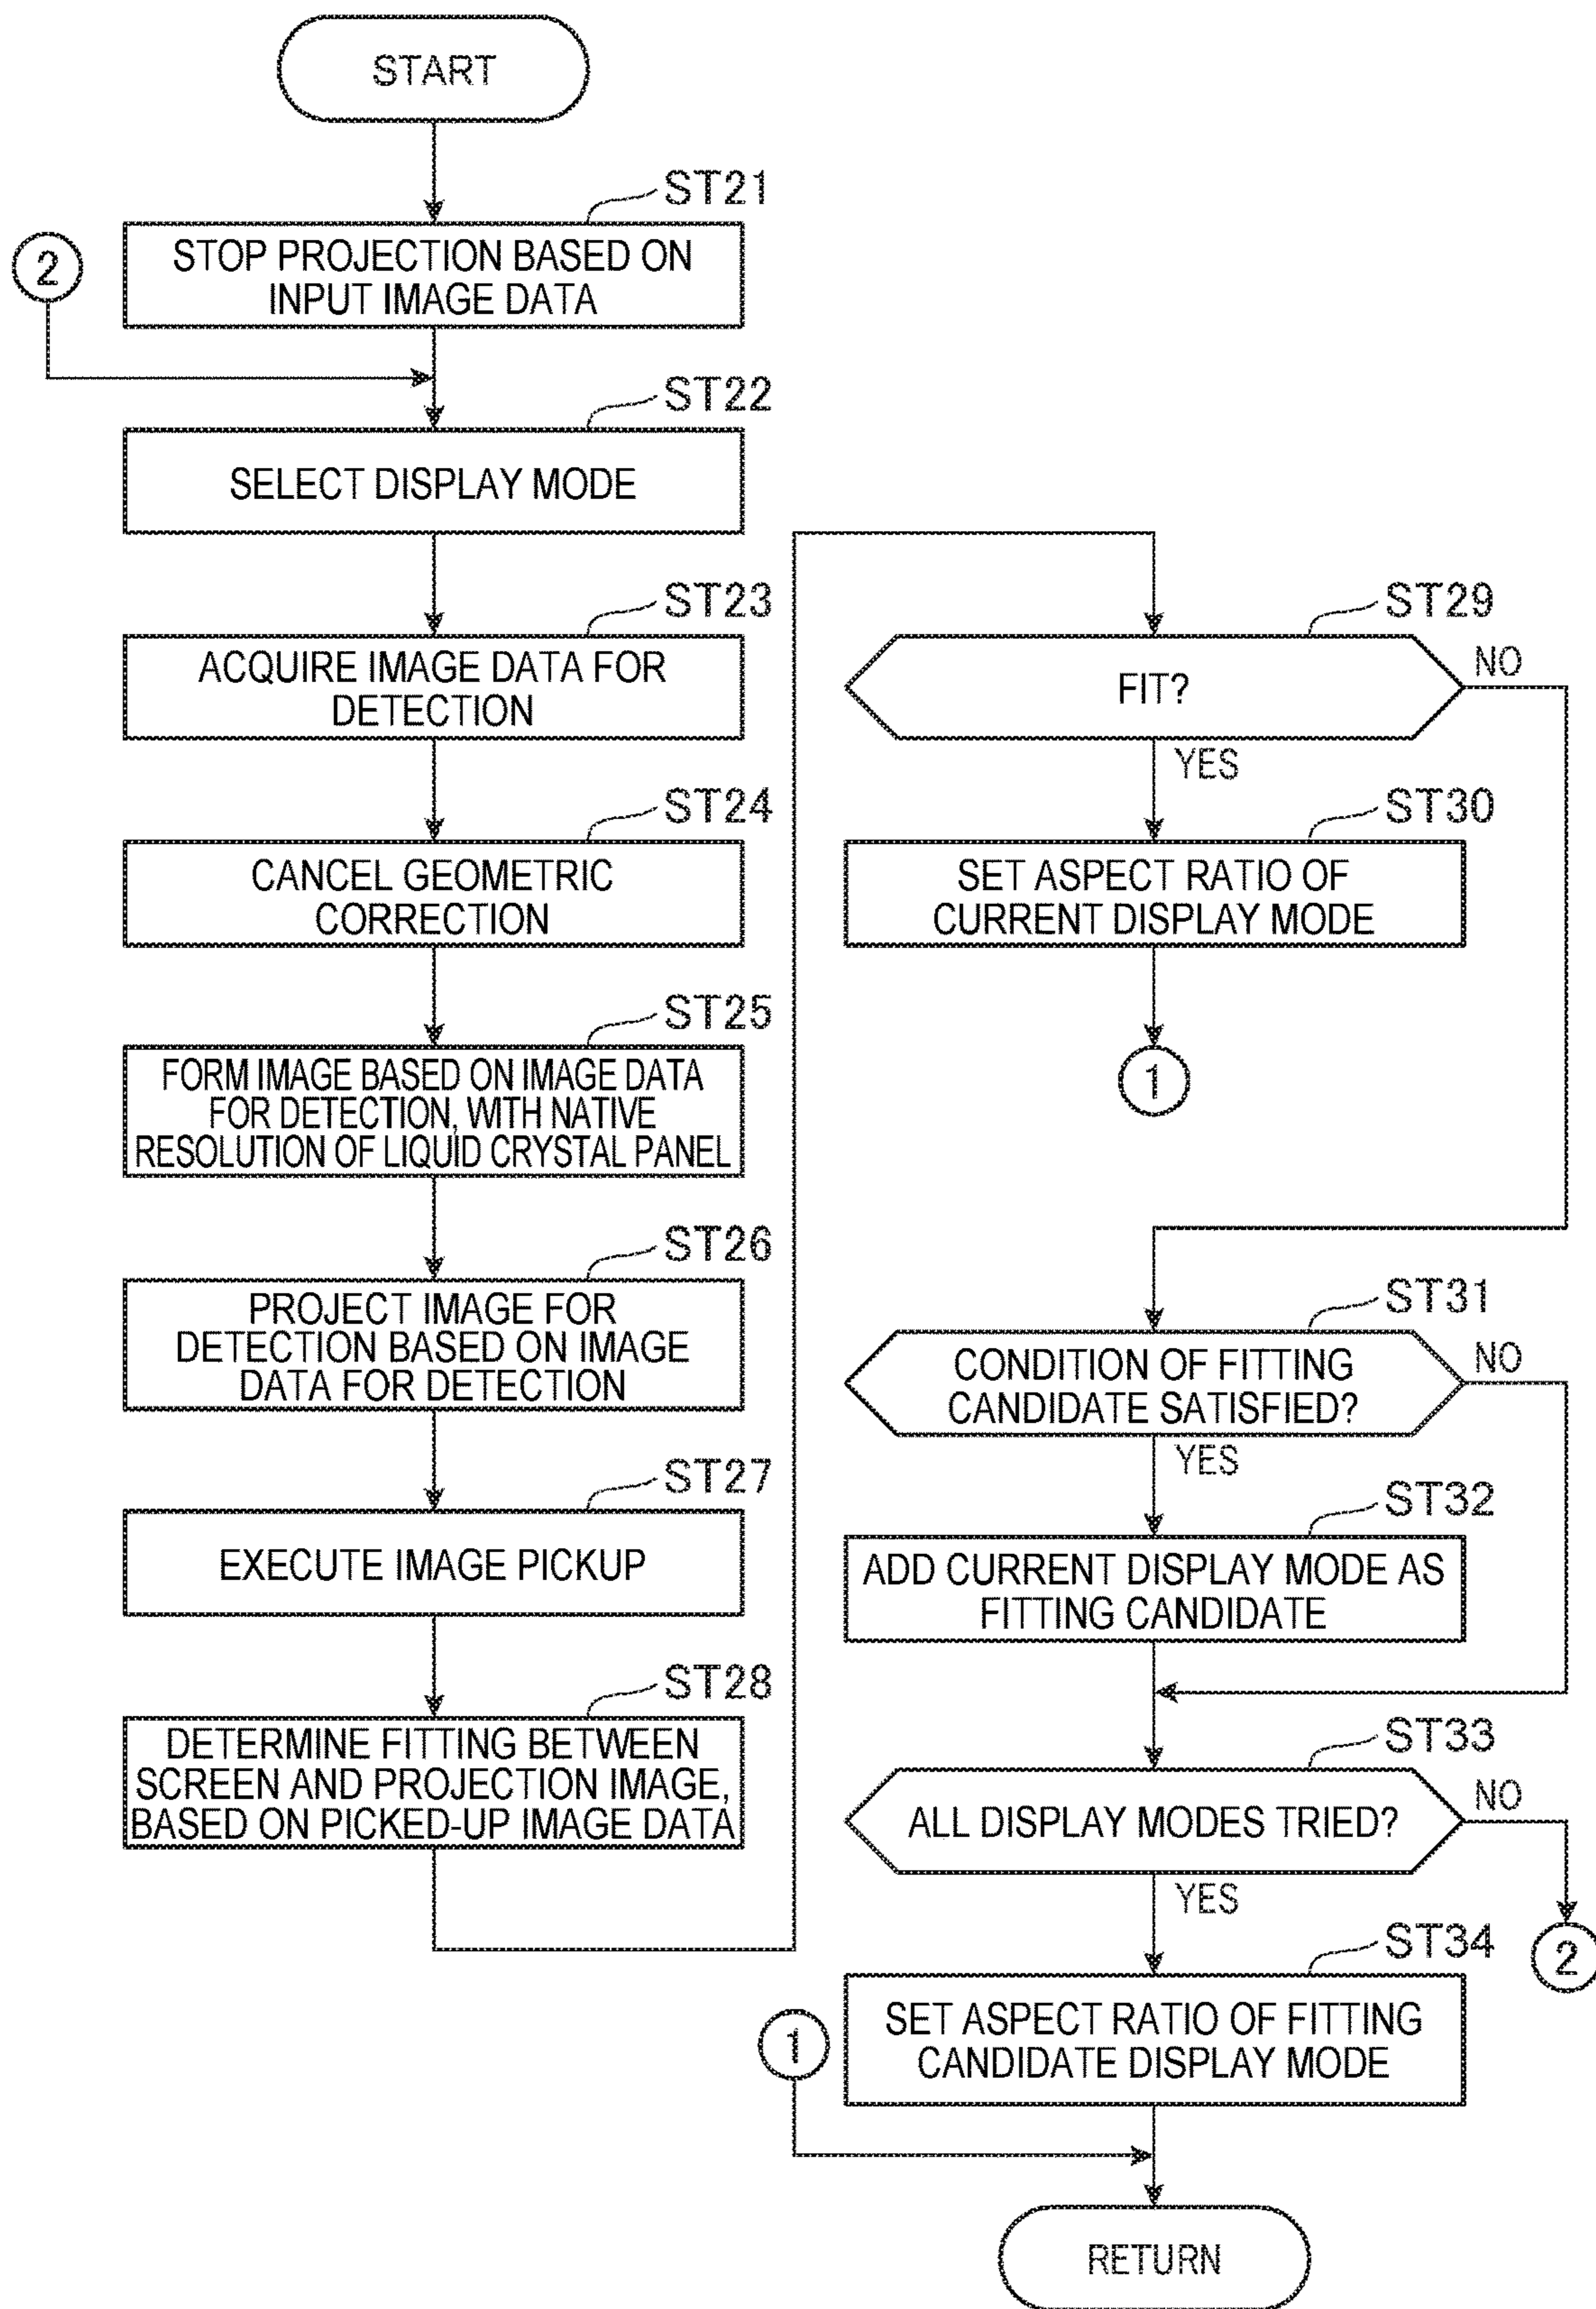 START
ST21
STOP PROJECTION BASED ON
INPUT IMAGE DATA
2
ST22
SELECT DISPLAY MODE
ST23
ACQUIRE IMAGE DATA FOR
DETECTION
ST24
CANCEL GEOMETRIC
CORRECTION
ST25
FORM IMAGE BASED ON IMAGE DATA
FOR DETECTION, WITH NATIVE
RESOLUTION OF LIQUID CRYSTAL PANEL
ST26
PROJECT IMAGE FOR
DETECTION BASED ON IMAGE
DATA FOR DETECTION
ST27
EXECUTE IMAGE PICKUP
ST28
DETERMINE FITTING BETWEEN
SCREEN AND PROJECTION IMAGE,
BASED ON PICKED-UP IMAGE DATA
ST29
FIT?
NO
YES
ST30
SET ASPECT RATIO OF
CURRENT DISPLAY MODE
1
ST31
CONDITION OF FITTING
CANDIDATE SATISFIED?
NO
YES
ST32
ADD CURRENT DISPLAY MODE AS
FITTING CANDIDATE
ST33
ALL DISPLAY MODES TRIED?
NO
YES
2
ST34
SET ASPECT RATIO OF FITTING
CANDIDATE DISPLAY MODE
1
RETURN